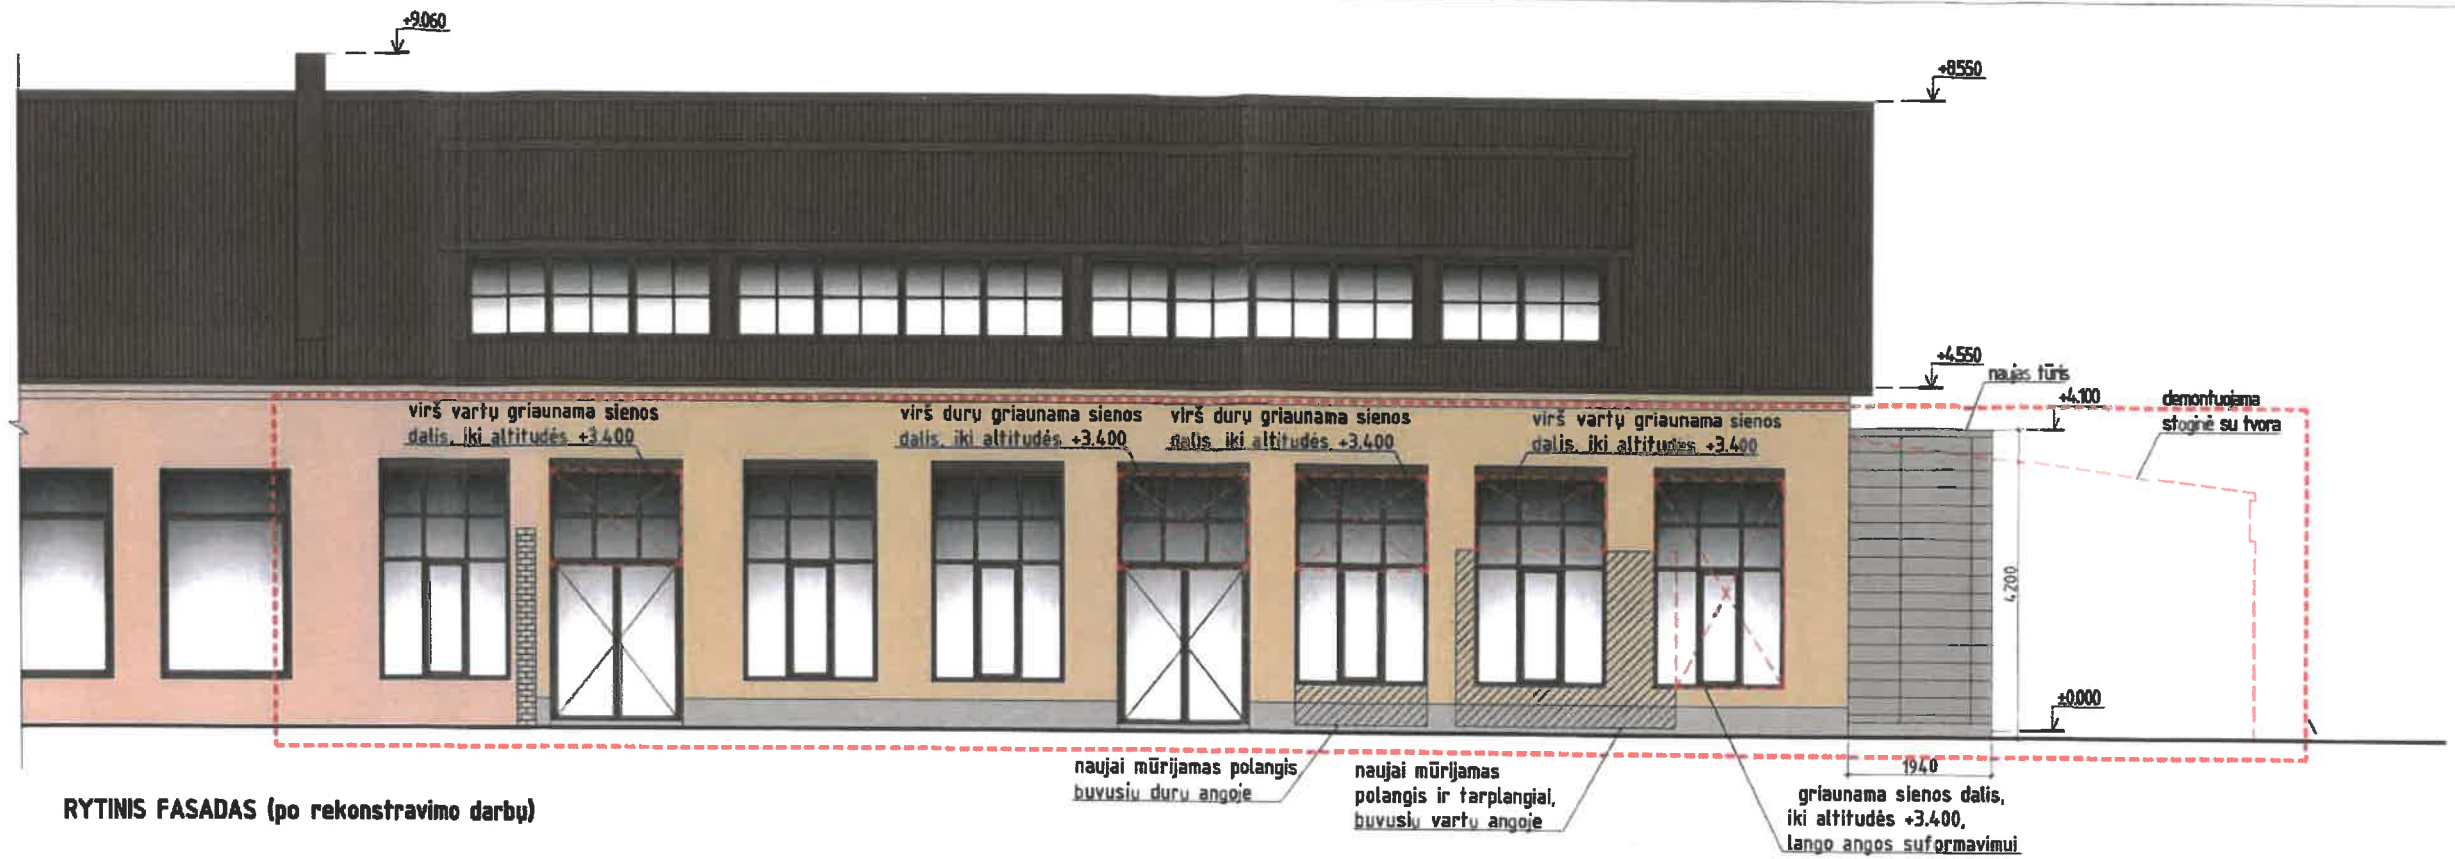 +9.060
+8.550
+4.550
naujas tūris
+4.100
demontuojama
stoginė su tvora
virš vartų griaunama sienos
dalis, iki altitudės +3.400
virš durų griaunama sienos
dalis, iki altitudės +3.400
virš durų griaunama sienos
dalis, iki altitudės +3.400
virš vartų griaunama sienos
dalis, iki altitudės +3.400
4200
±0.000
1940
naujai mūrijamas polangis
buvusių durų angoje
naujai mūrijamas
polangis ir tarplangiai,
buvusių vartų angoje
griaunama sienos dalis,
iki altitudės +3.400,
lango angos suformavimui
RYTINIS FASADAS (po rekonstravimo darbų)